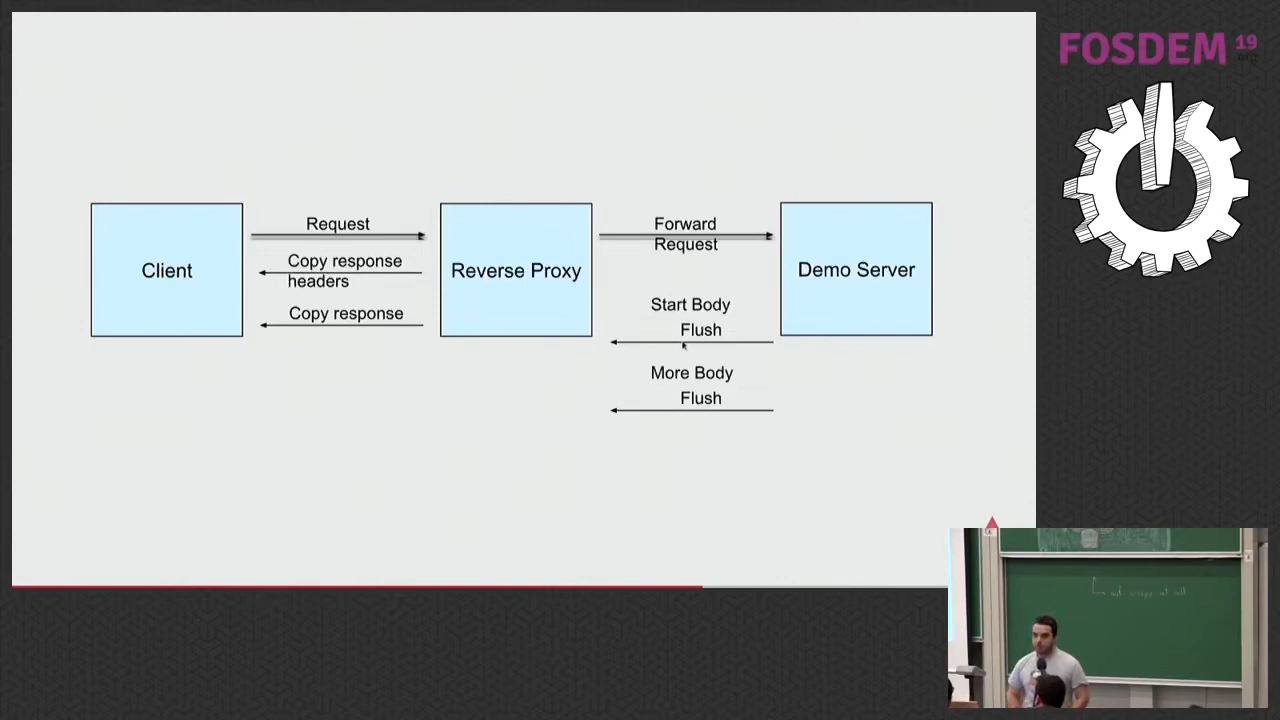 FOSDEM 19
.org
Request
Forward
Request
Copy response
headers
Client
Reverse Proxy
Demo Server
Copy response
Start Body
Flush
More Body
Flush